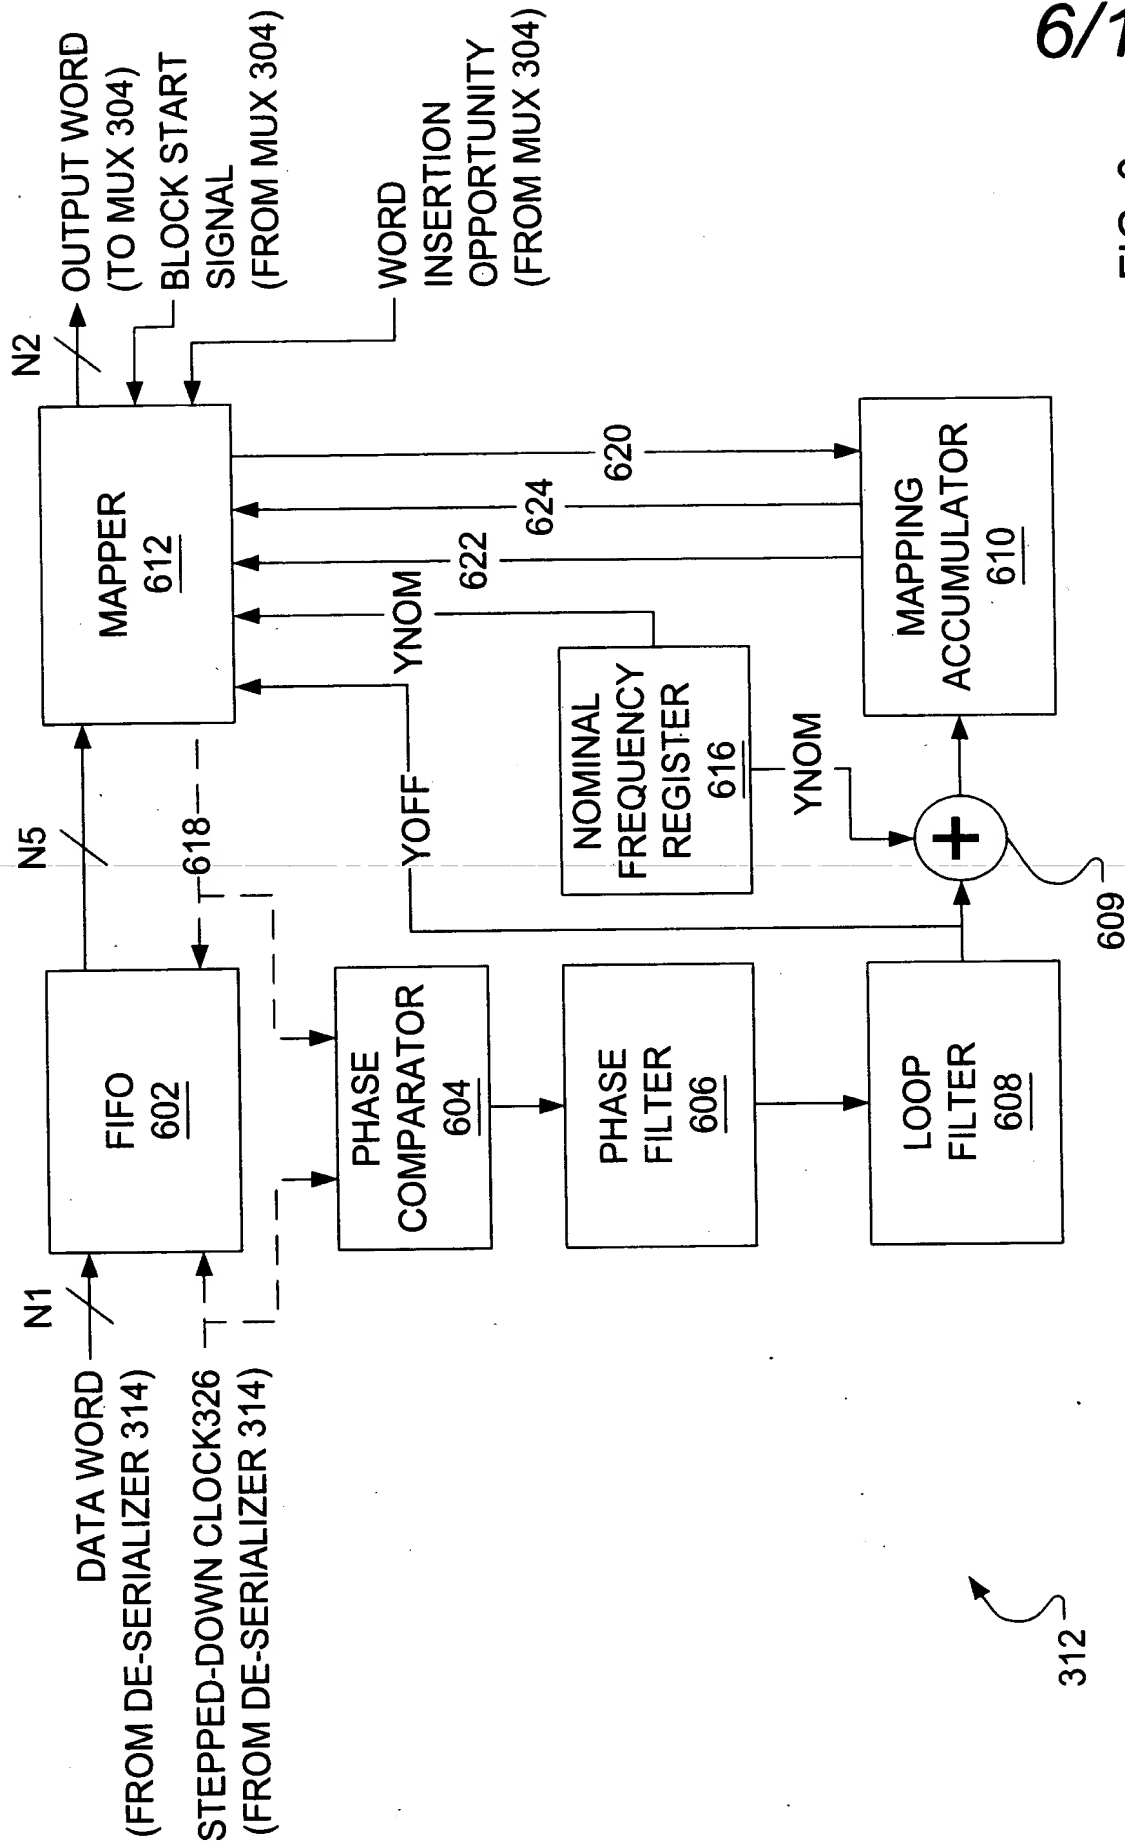 6/1
DATA WORD
(FROM DE-SERIALIZER 314)
N1
STEPPED-DOWN CLOCK326
(FROM DE-SERIALIZER 314)
FIFO
602
N5
618
MAPPER
612
N2
OUTPUT WORD
(TO MUX 304)
BLOCK START
SIGNAL
(FROM MUX 304)
WORD
INSERTION
OPPORTUNITY
(FROM MUX 304)
PHASE
COMPARATOR
604
PHASE
FILTER
606
LOOP
FILTER
608
YOFF
YNOM
622
624
620
NOMINAL
FREQUENCY
REGISTER
616
YNOM
+
609
MAPPING
ACCUMULATOR
610
312